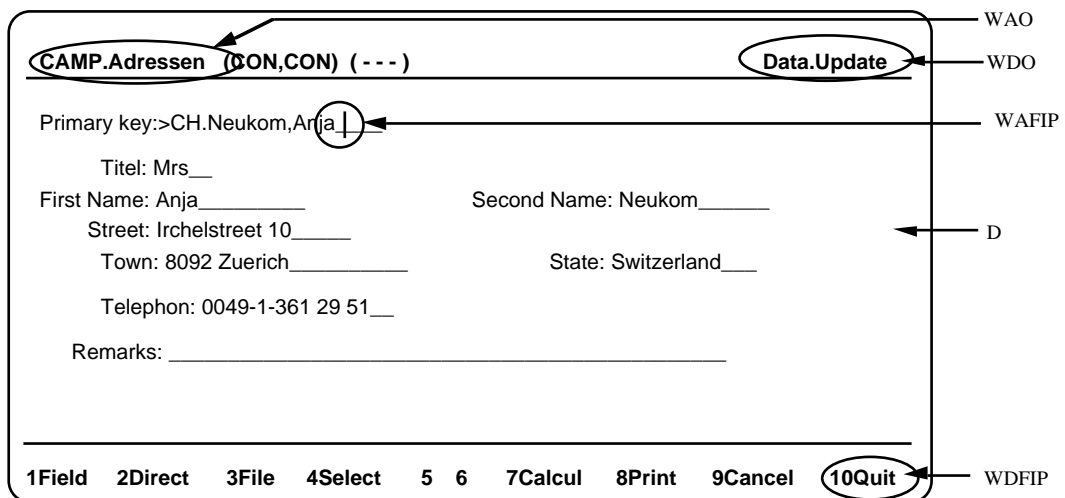 WAO
CAMP.Adressen (CON,CON) ( - - - ) Data.Update WDO
Primary key:>CH.Neukom,Anja____ WAFIP
Titel: Mrs__
First Name: Anja_________ Second Name: Neukom______
Street: Irchelstreet 10_____ D
Town: 8092 Zuerich__________ State: Switzerland___
Telephon: 0049-1-361 29 51__
Remarks: _______________________________________________
1Field 2Direct 3File 4Select 5 6 7Calcul 8Print 9Cancel 10Quit WDFIP